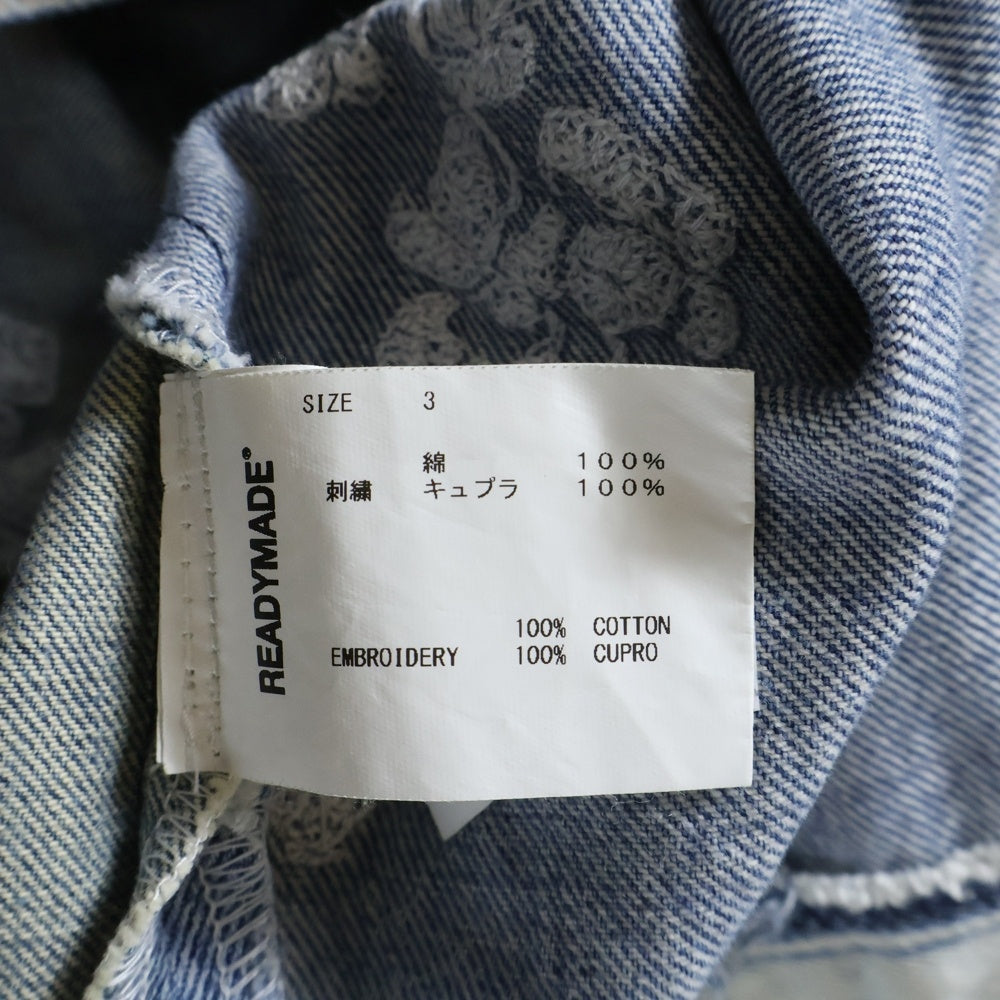 READYMADE®
SIZE 3
綿 １００％
刺繍 キュプラ １００％
100% COTTON
EMBROIDERY 100% CUPRO